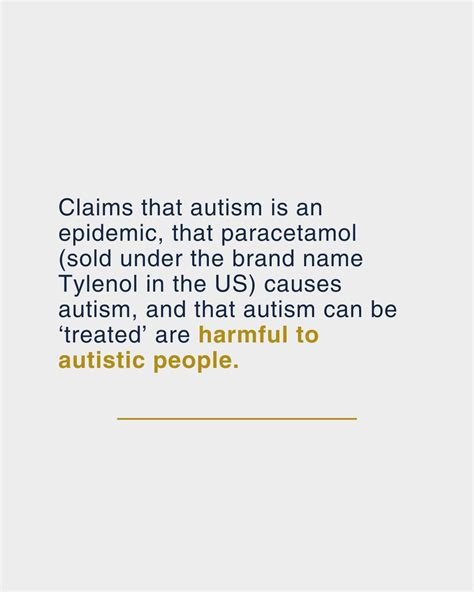 Claims that autism is an
epidemic, that paracetamol
(sold under the brand name
Tylenol in the US) causes
autism, and that autism can be
‘treated’ are harmful to
autistic people.